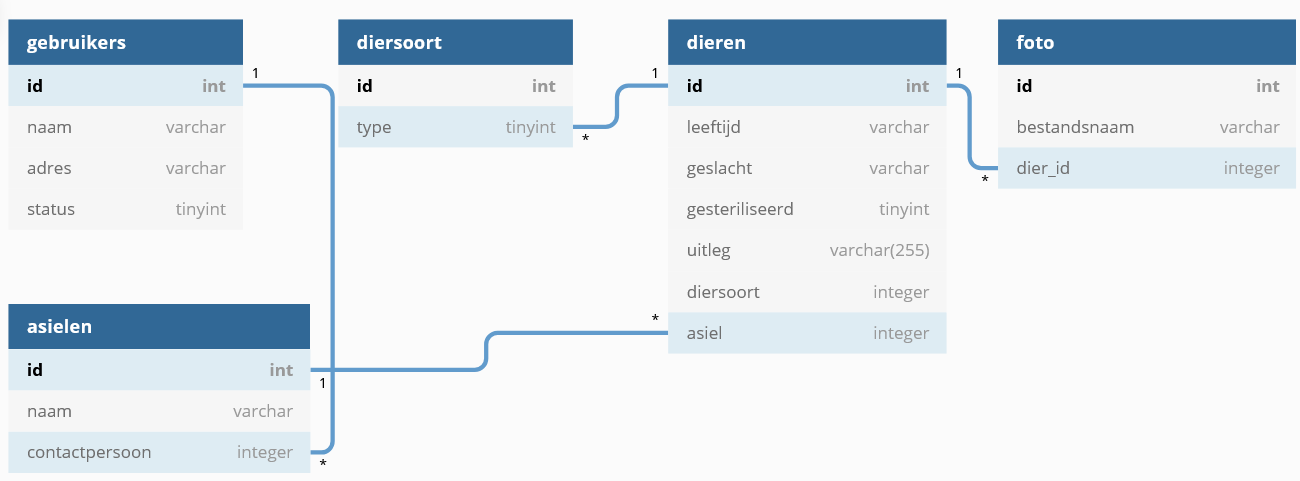 gebruikers
id int
naam varchar
adres varchar
status tinyint
1
diersoort
id int
type tinyint
*
1
dieren
id int
leeftijd varchar
geslacht varchar
gesteriliseerd tinyint
uitleg varchar(255)
diersoort integer
asiel integer
*
1
foto
id int
bestandsnaam varchar
dier_id integer
*
asielen
id int
naam varchar
contactpersoon integer
1
*